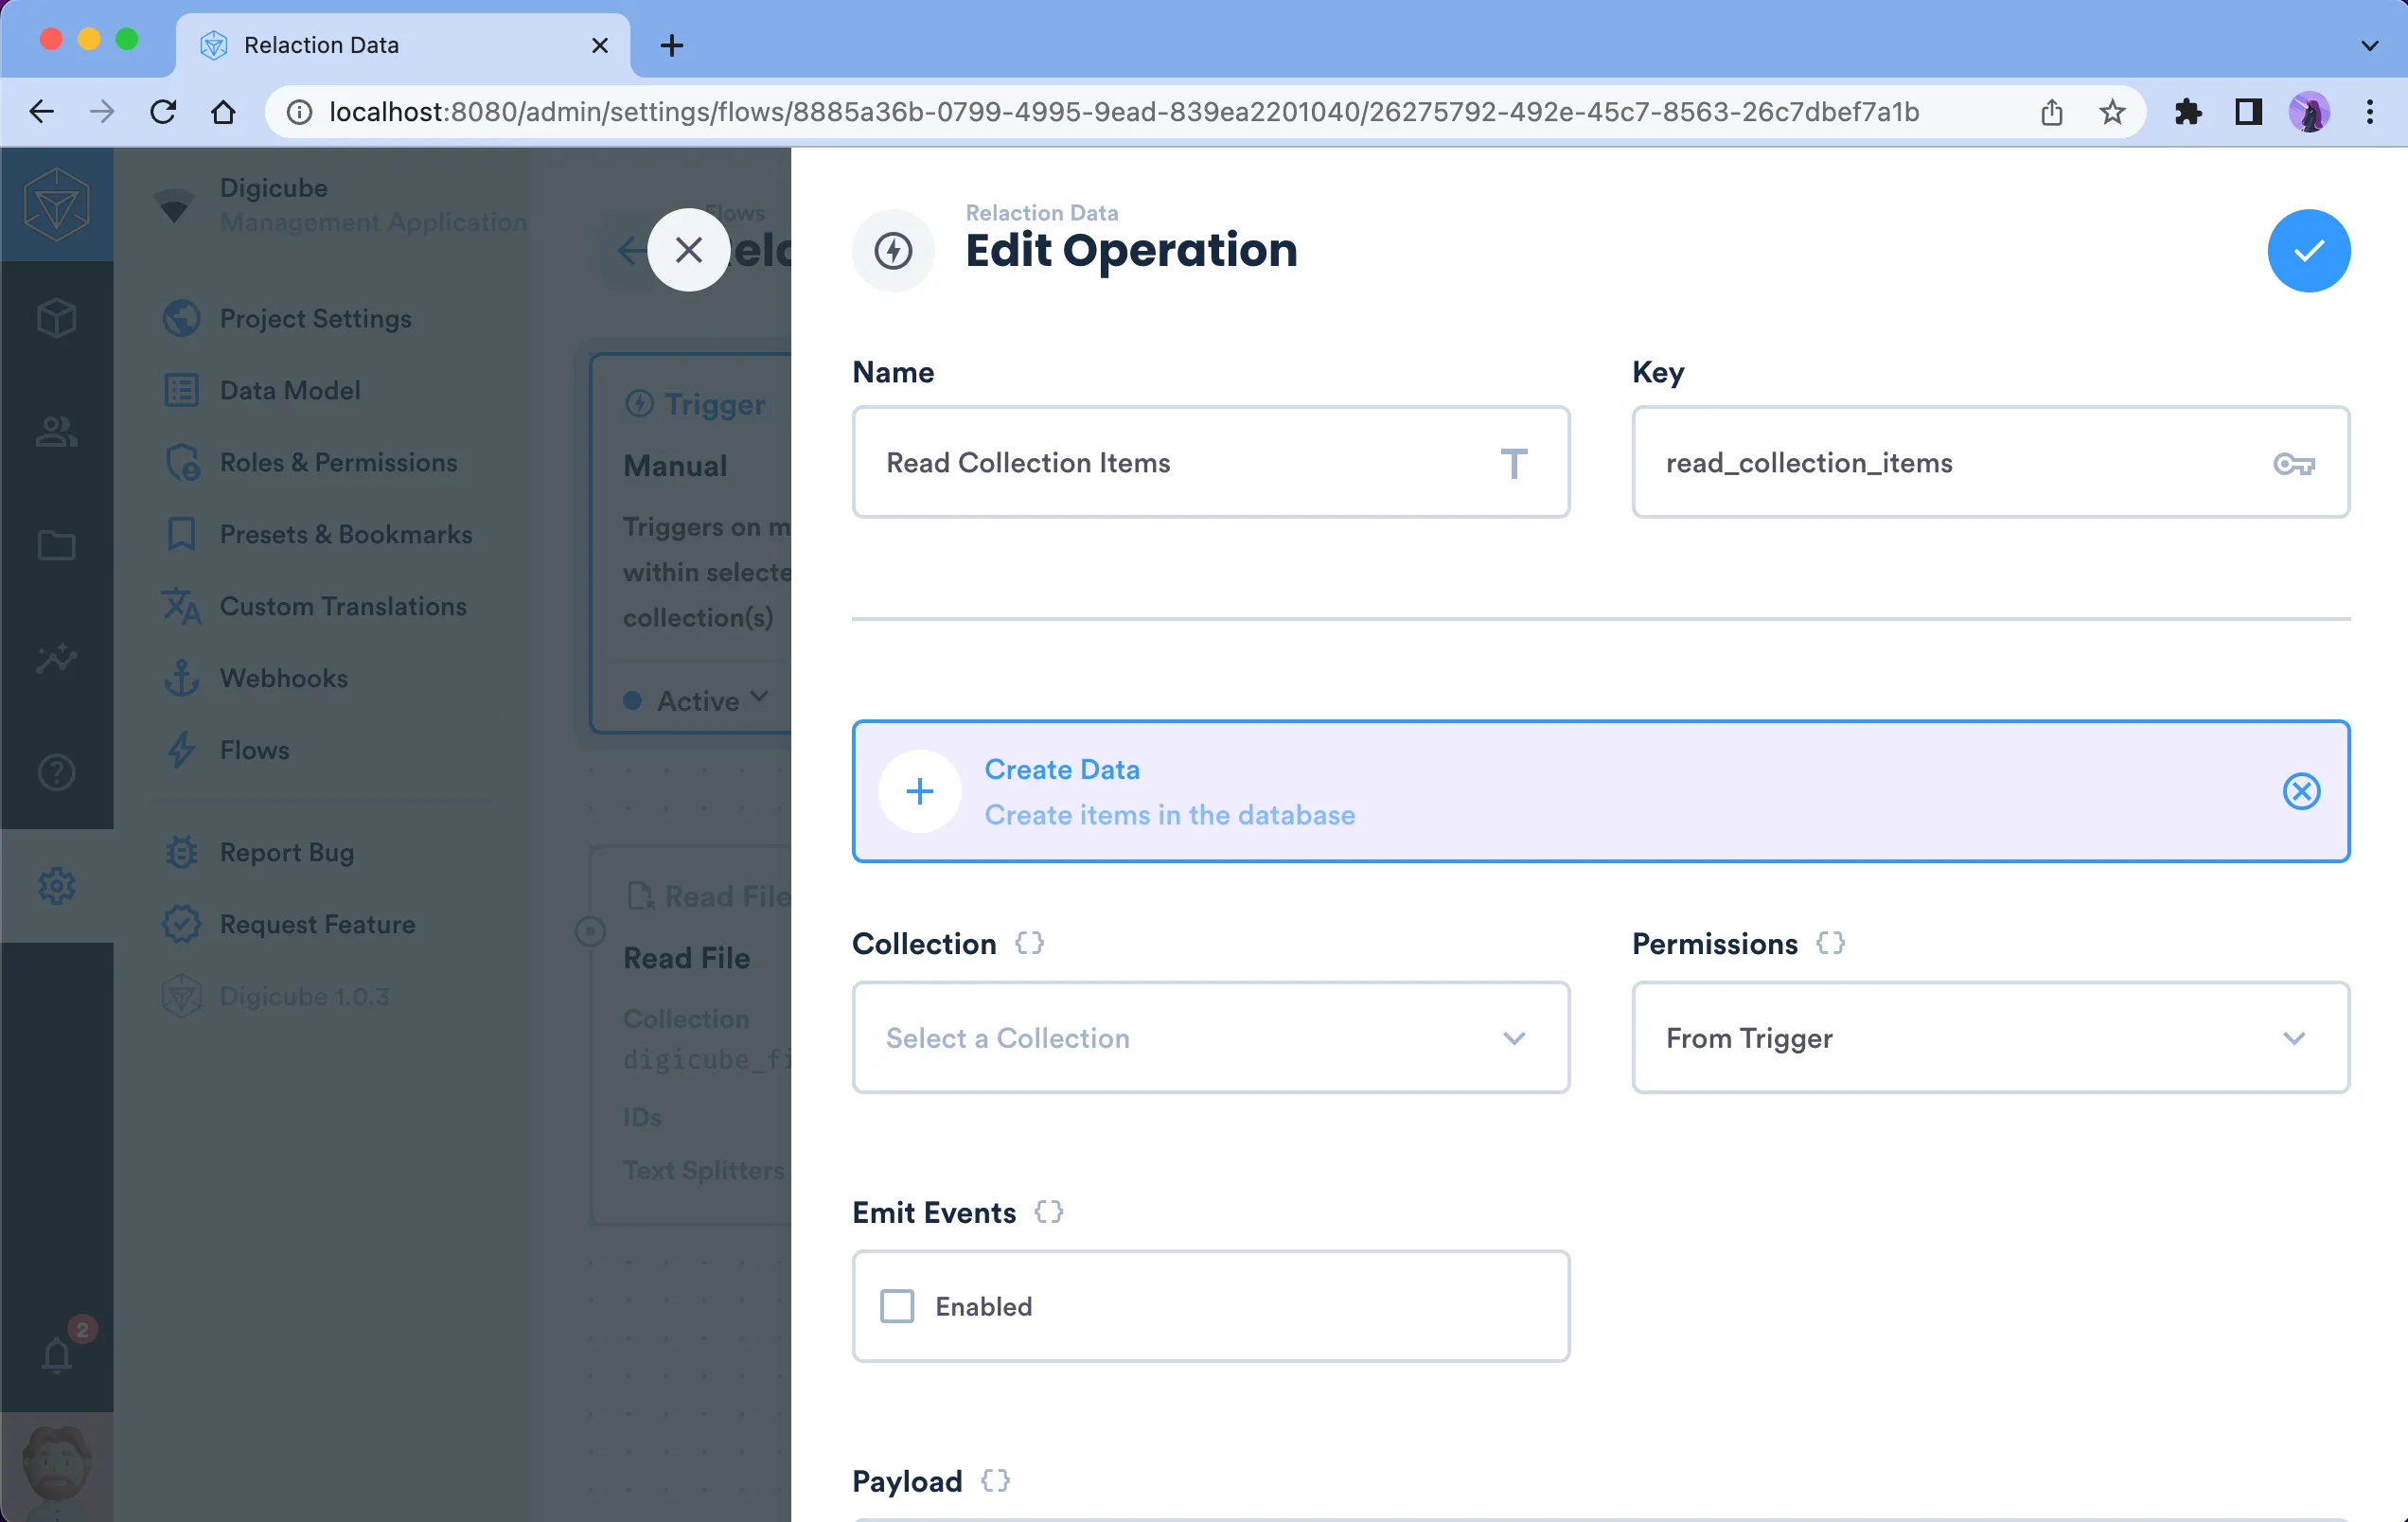 Relaction Data
localhost:8080/admin/settings/flows/8885a36b-0799-4995-9ead-839ea2201040/26275792-492e-45c7-8563-26c7dbef7a1b
Digicube
Management Application
Project Settings
Data Model
Roles & Permissions
Presets & Bookmarks
Custom Translations
Webhooks
Flows
Report Bug
Request Feature
Digicube 1.0.3
2
Flows
Trigger
Manual
Triggers on m
within selecte
collection(s)
Active
Read File
Read File
Collection
digicube_fi
IDs
Text Splitters
Relaction Data
Edit Operation
Name
Key
Read Collection Items
read_collection_items
Create Data
Create items in the database
Collection {}
Permissions {}
Select a Collection
From Trigger
Emit Events {}
Enabled
Payload {}